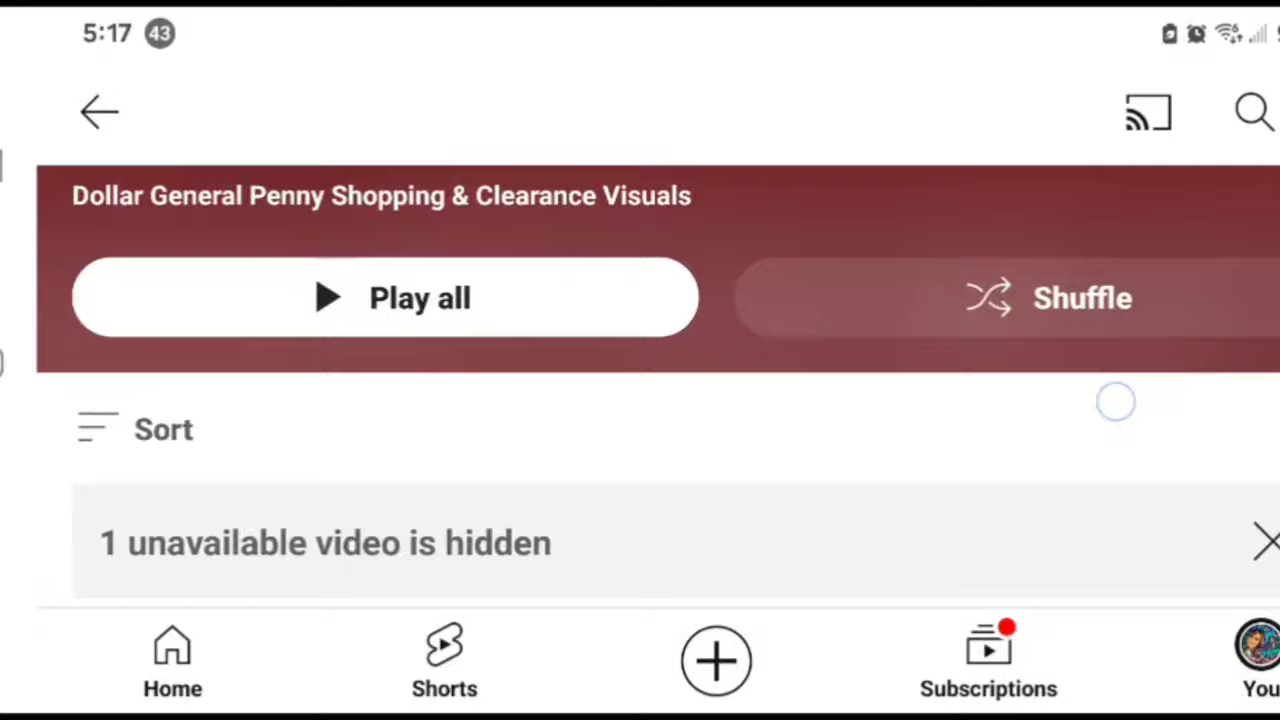 5:17 43
Dollar General Penny Shopping & Clearance Visuals
Play all
Shuffle
Sort
1 unavailable video is hidden
Home
Shorts
Subscriptions
You